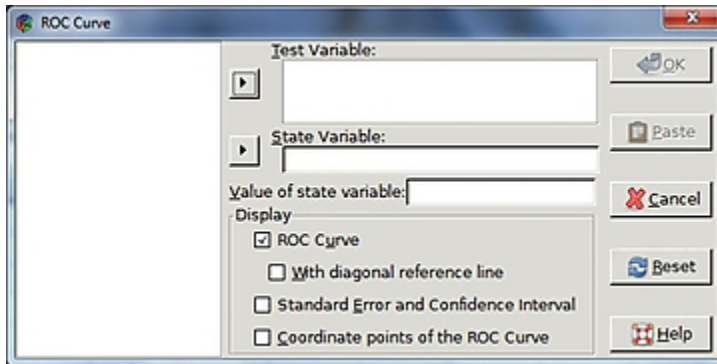 ROC Curve
Test Variable:
OK
State Variable:
Paste
Value of state variable:
Cancel
Display
ROC Curve
With diagonal reference line
Reset
Standard Error and Confidence Interval
Coordinate points of the ROC Curve
Help